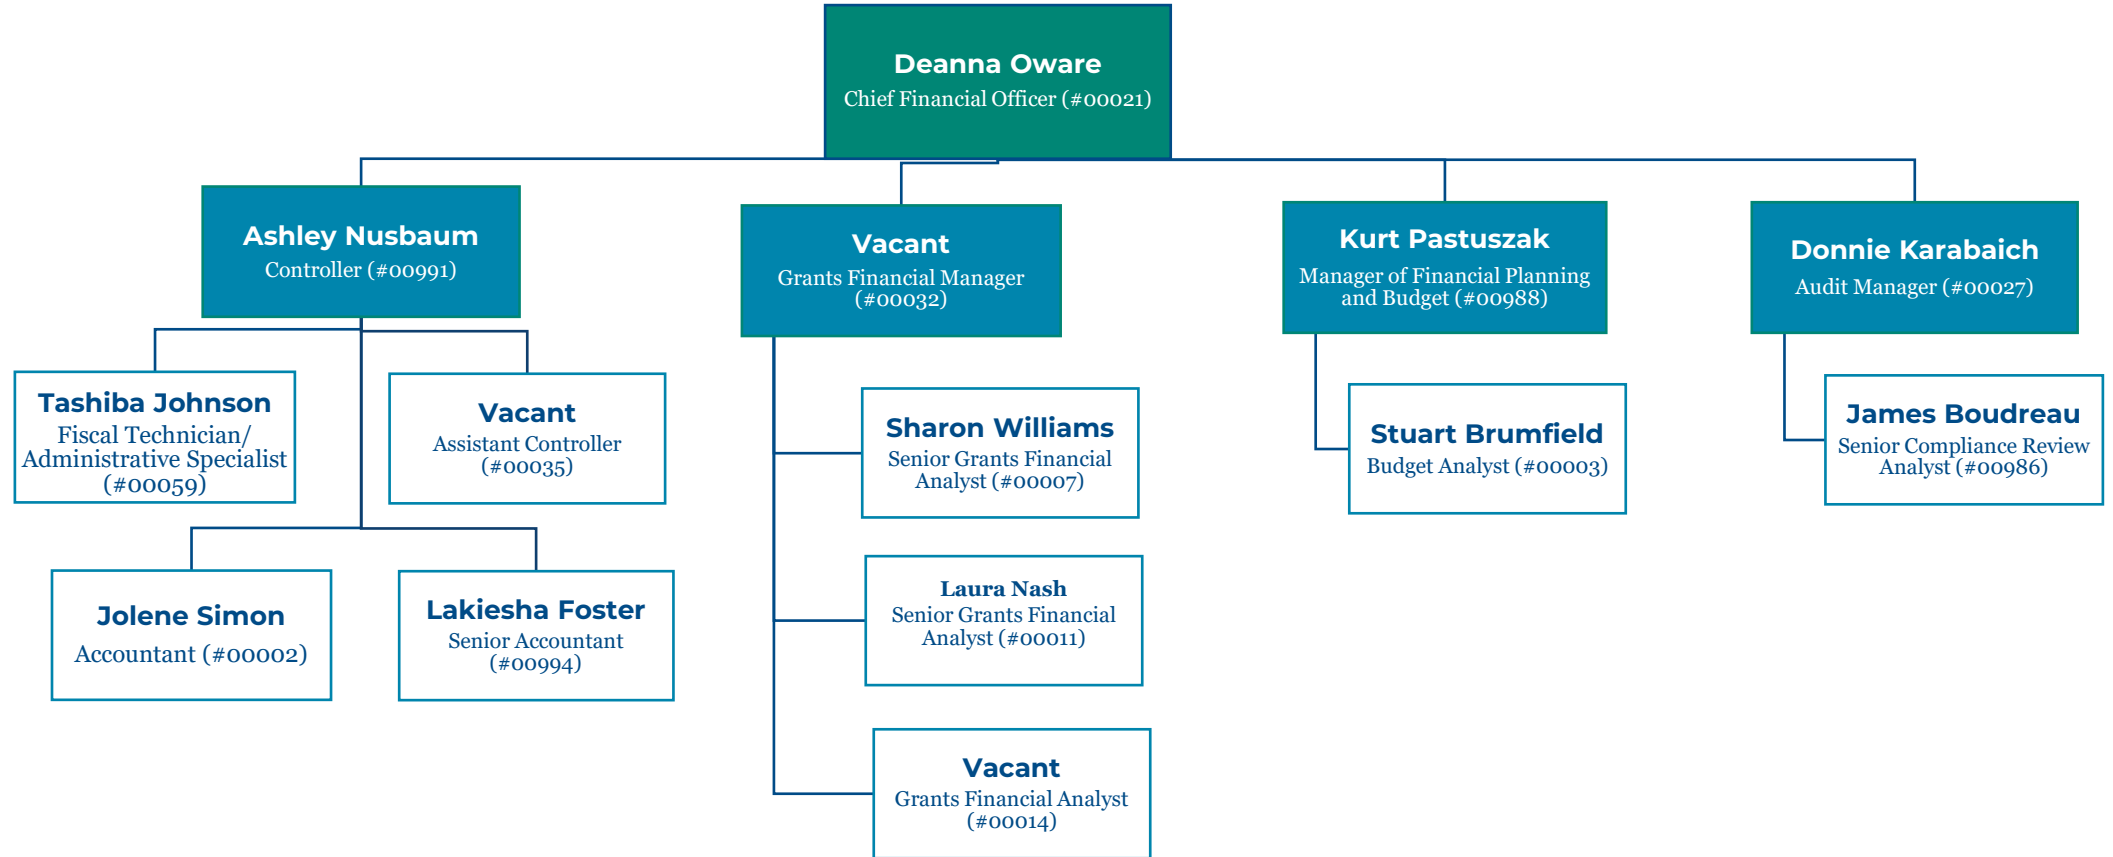 Deanna Oware
Chief Financial Officer (#00021)
Ashley Nusbaum
Controller (#00991)
Vacant
Grants Financial Manager
(#00032)
Kurt Pastuszak
Manager of Financial Planning
and Budget (#00988)
Donnie Karabaich
Audit Manager (#00027)
Tashiba Johnson
Fiscal Technician/
Administrative Specialist
(#00059)
Vacant
Assistant Controller
(#00035)
Jolene Simon
Accountant (#00002)
Lakiesha Foster
Senior Accountant
(#00994)
Sharon Williams
Senior Grants Financial
Analyst (#00007)
Laura Nash
Senior Grants Financial
Analyst (#00011)
Vacant
Grants Financial Analyst
(#00014)
Stuart Brumfield
Budget Analyst (#00003)
James Boudreau
Senior Compliance Review
Analyst (#00986)